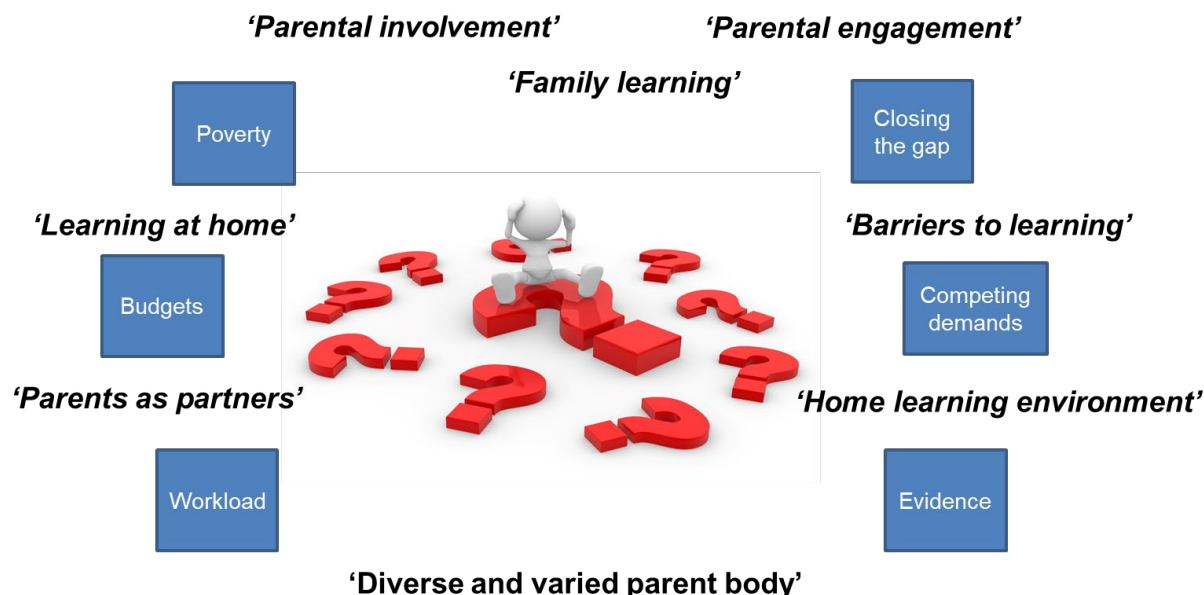 ‘Parental involvement’
‘Parental engagement’
‘Family learning’
Poverty
Closing
the gap
‘Learning at home’
‘Barriers to learning’
Budgets
Competing
demands
‘Parents as partners’
‘Home learning environment’
Workload
Evidence
‘Diverse and varied parent body’